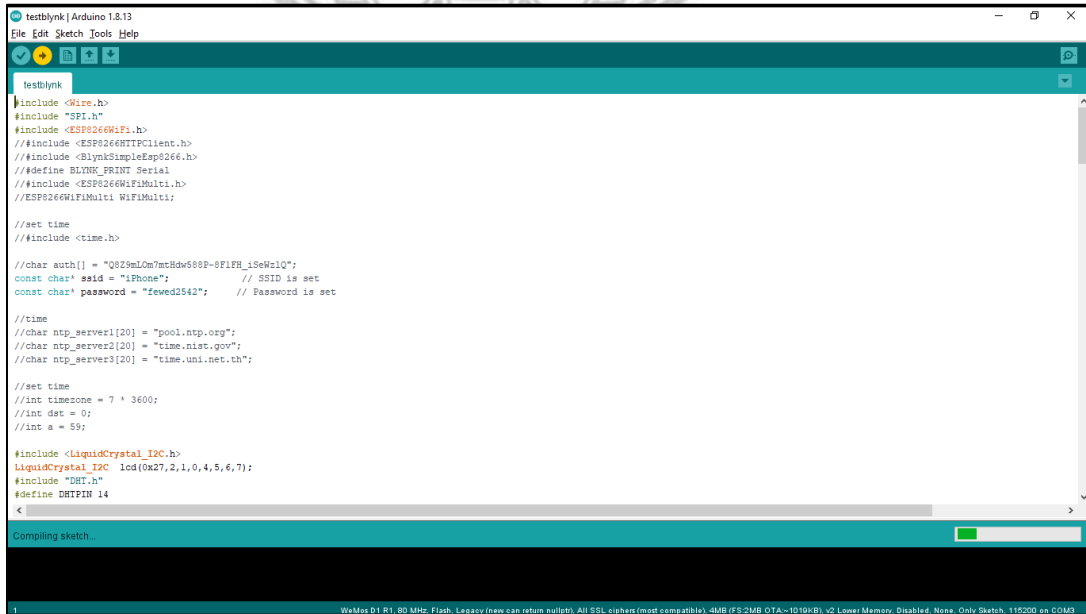 testblynk | Arduino 1.8.13
File Edit Sketch Tools Help
testblynk
#include <Wire.h>
#include "SPI.h"
#include <ESP8266WiFi.h>
//#include <ESP8266HTTPClient.h>
//#include <BlynkSimpleEsp8266.h>
//#define BLYNK_PRINT Serial
//#include <ESP8266WiFiMulti.h>
//ESP8266WiFiMulti WiFiMulti;
//set time
//#include <time.h>
//char auth[] = "Q8Z9mLOm7mtHdw588P-8F1FH_iSeWzlQ";
const char* ssid = "iPhone"; // SSID is set
const char* password = "fewed2542"; // Password is set
//time
//char ntp_server1[20] = "pool.ntp.org";
//char ntp_server2[20] = "time.nist.gov";
//char ntp_server3[20] = "time.uni.net.th";
//set time
//int timezone = 7 * 3600;
//int dst = 0;
//int a = 59;
#include <LiquidCrystal_I2C.h>
LiquidCrystal_I2C lcd(0x27,2,1,0,4,5,6,7);
#include "DHT.h"
#define DHTPIN 14
Compiling sketch...
1 WeMos D1 R1, 80 MHz, Flash, Legacy (new can return nullptr), All SSL ciphers (most compatible), 4MB (FS:2MB OTA:~1019KB), v2 Lower Memory, Disabled, None, Only Sketch, 115200 on COM3